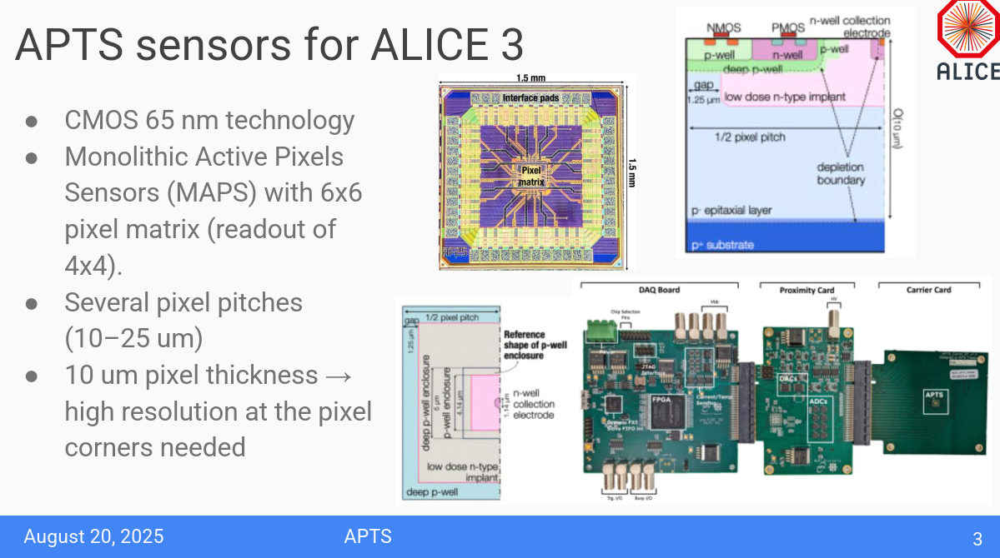 APTS sensors for ALICE 3
ALICE
● CMOS 65 nm technology
● Monolithic Active Pixels
Sensors (MAPS) with 6x6
pixel matrix (readout of
4x4).
● Several pixel pitches
(10–25 um)
● 10 um pixel thickness →
high resolution at the pixel
corners needed
1.5 mm
Interface pads
Pixel
matrix
1.5 mm
NMOS
PMOS
n-well collection
electrode
p-well
n-well
p-well
deep p-well
gap
1.25 µm
low dose n-type implant
1/2 pixel pitch
O(10 µm)
depletion
boundary
p⁻ epitaxial layer
p⁺ substrate
1/2 pixel pitch
gap
1.25 µm
Reference
shape of p-well
enclosure
deep p-well enclosure
6 µm
p-well enclosure
4.14 µm
1.14 µm
n-well
collection
electrode
low dose n-type
implant
deep p-well
DAQ Board
Proximity Card
Carrier Card
Chip Selection
Pins
Vbb
HV
JTAG
Interface
FPGA
Current/Temp
Sensing
Cypress FX3
Slave FIFO Int
DACs
ADCs
APTS
Trg. I/O
Busy I/O
August 20, 2025
APTS
3